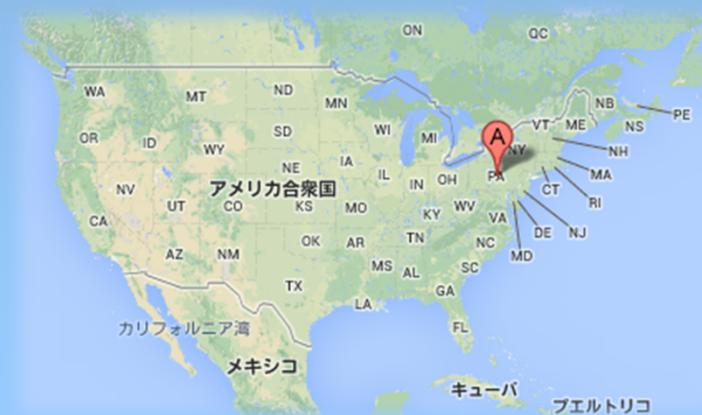 ON
QC
WA
MT
ND
MN
NB
PE
OR
ID
SD
WI
MI
A
NY
VT
ME
NS
WY
NH
NE
IA
IL
IN
OH
PA
MA
NV
アメリカ合衆国
CT
UT
CO
KS
MO
KY
WV
VA
RI
CA
DE
NJ
AZ
NM
OK
AR
TN
NC
MD
MS
AL
SC
TX
GA
LA
カリフォルニア湾
FL
メキシコ
キューバ
プエルトリコ